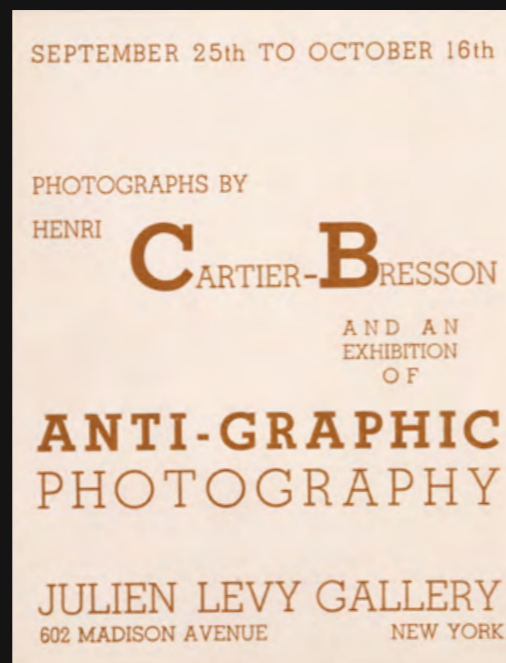 SEPTEMBER 25th TO OCTOBER 16th
PHOTOGRAPHS BY
HENRI CARTIER-BRESSON
AND AN
EXHIBITION
OF
ANTI-GRAPHIC
PHOTOGRAPHY
JULIEN LEVY GALLERY
602 MADISON AVENUE NEW YORK